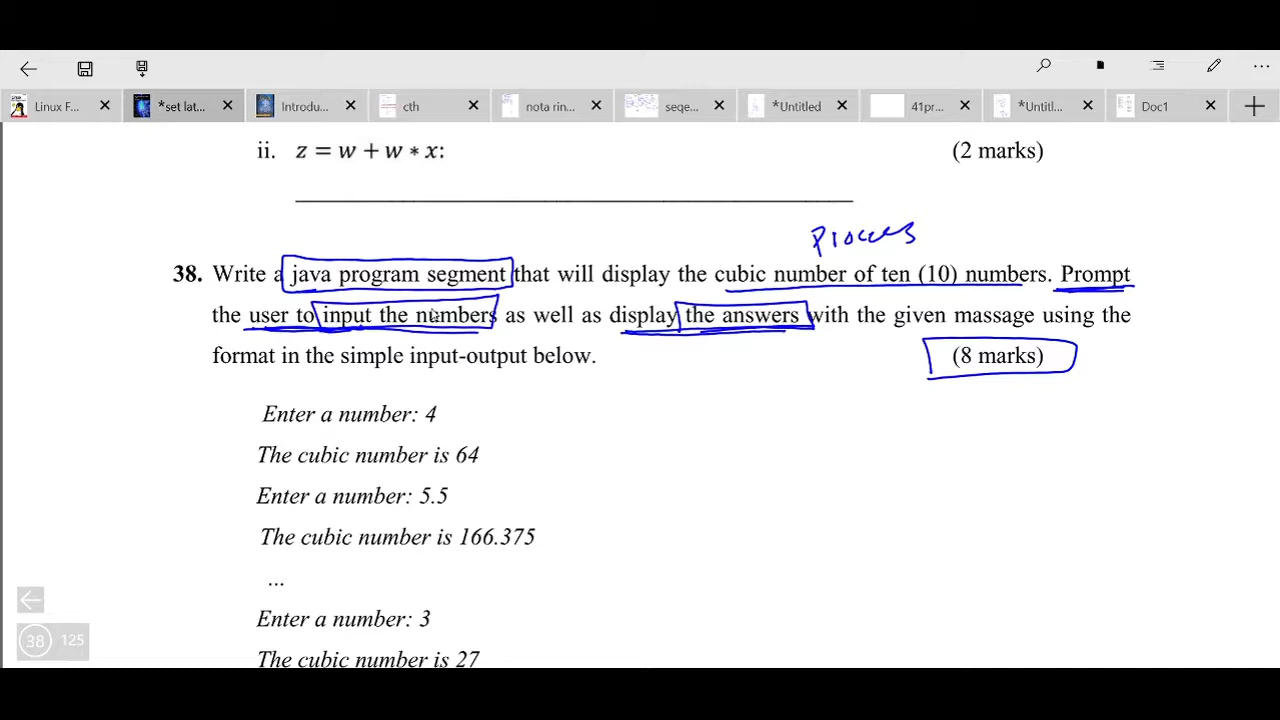 Linux F...
*set lat...
Introdu...
cth
nota rin...
seqe...
*Untitled
41pr...
*Untitl...
Doc1
ii. z = w + w * x:
(2 marks)
Process
38. Write a java program segment that will display the cubic number of ten (10) numbers. Prompt
the user to input the numbers as well as display the answers with the given massage using the
format in the simple input-output below.
(8 marks)
Enter a number: 4
The cubic number is 64
Enter a number: 5.5
The cubic number is 166.375
...
Enter a number: 3
The cubic number is 27
38 125